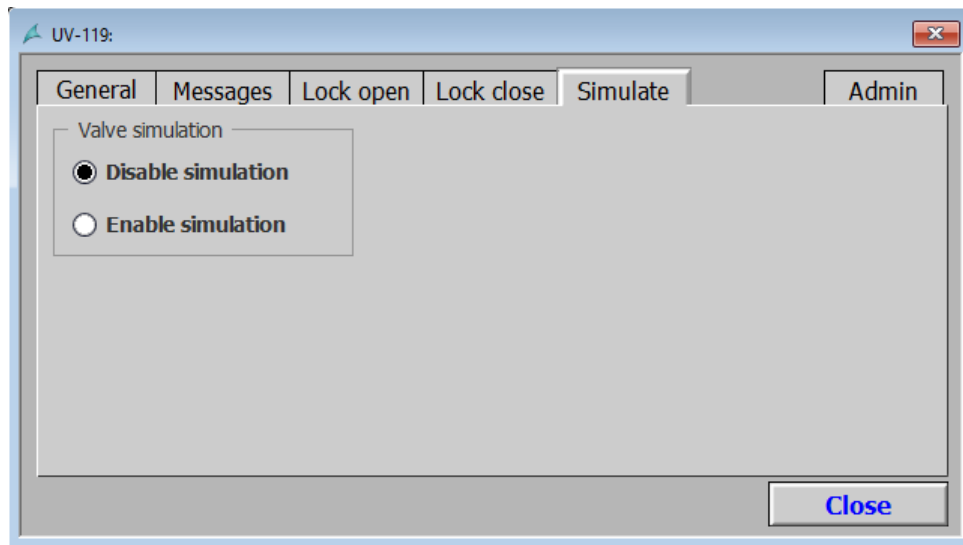 UV-119:
General Messages Lock open Lock close Simulate Admin
Valve simulation
Disable simulation
Enable simulation
Close